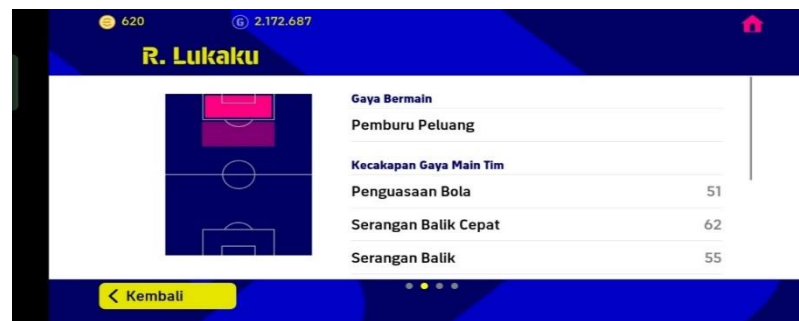 620
2.172.687
R. Lukaku
Gaya Bermain
Pemburu Peluang
Kecakapan Gaya Main Tim
Penguasaan Bola 51
Serangan Balik Cepat 62
Serangan Balik 55
Kembali